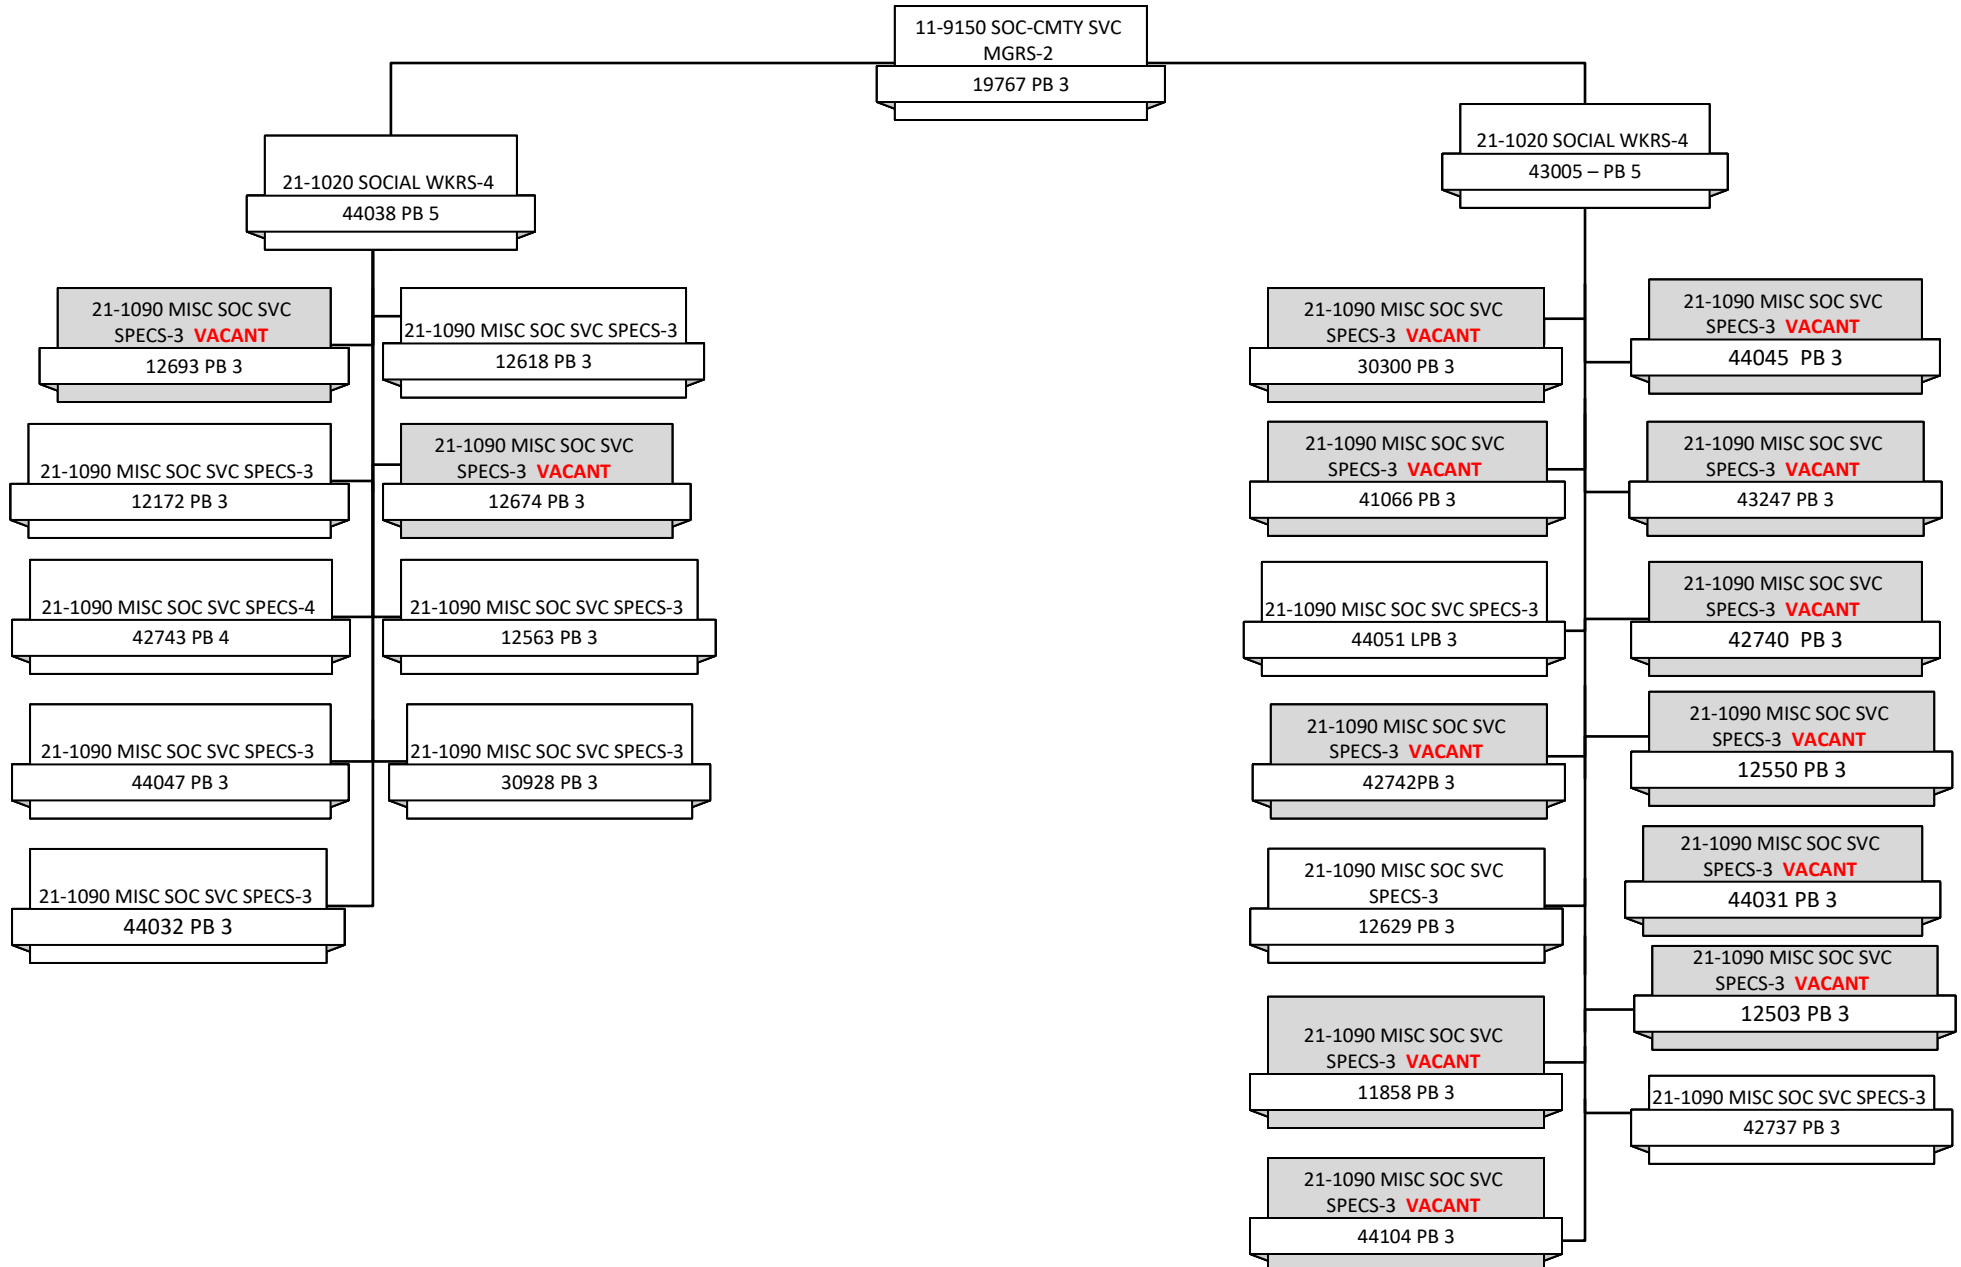 11-9150 SOC-CMTY SVC
MGRS-2
19767 PB 3
21-1020 SOCIAL WKRS-4
44038 PB 5
21-1020 SOCIAL WKRS-4
43005 – PB 5
21-1090 MISC SOC SVC
SPECS-3 VACANT
12693 PB 3
21-1090 MISC SOC SVC SPECS-3
12618 PB 3
21-1090 MISC SOC SVC SPECS-3
12172 PB 3
21-1090 MISC SOC SVC
SPECS-3 VACANT
12674 PB 3
21-1090 MISC SOC SVC SPECS-4
42743 PB 4
21-1090 MISC SOC SVC SPECS-3
12563 PB 3
21-1090 MISC SOC SVC SPECS-3
44047 PB 3
21-1090 MISC SOC SVC SPECS-3
30928 PB 3
21-1090 MISC SOC SVC SPECS-3
44032 PB 3
21-1090 MISC SOC SVC
SPECS-3 VACANT
30300 PB 3
21-1090 MISC SOC SVC
SPECS-3 VACANT
44045 PB 3
21-1090 MISC SOC SVC
SPECS-3 VACANT
41066 PB 3
21-1090 MISC SOC SVC
SPECS-3 VACANT
43247 PB 3
21-1090 MISC SOC SVC SPECS-3
44051 LPB 3
21-1090 MISC SOC SVC
SPECS-3 VACANT
42740 PB 3
21-1090 MISC SOC SVC
SPECS-3 VACANT
42742PB 3
21-1090 MISC SOC SVC
SPECS-3 VACANT
12550 PB 3
21-1090 MISC SOC SVC
SPECS-3
12629 PB 3
21-1090 MISC SOC SVC
SPECS-3 VACANT
44031 PB 3
21-1090 MISC SOC SVC
SPECS-3 VACANT
12503 PB 3
21-1090 MISC SOC SVC
SPECS-3 VACANT
11858 PB 3
21-1090 MISC SOC SVC SPECS-3
42737 PB 3
21-1090 MISC SOC SVC
SPECS-3 VACANT
44104 PB 3